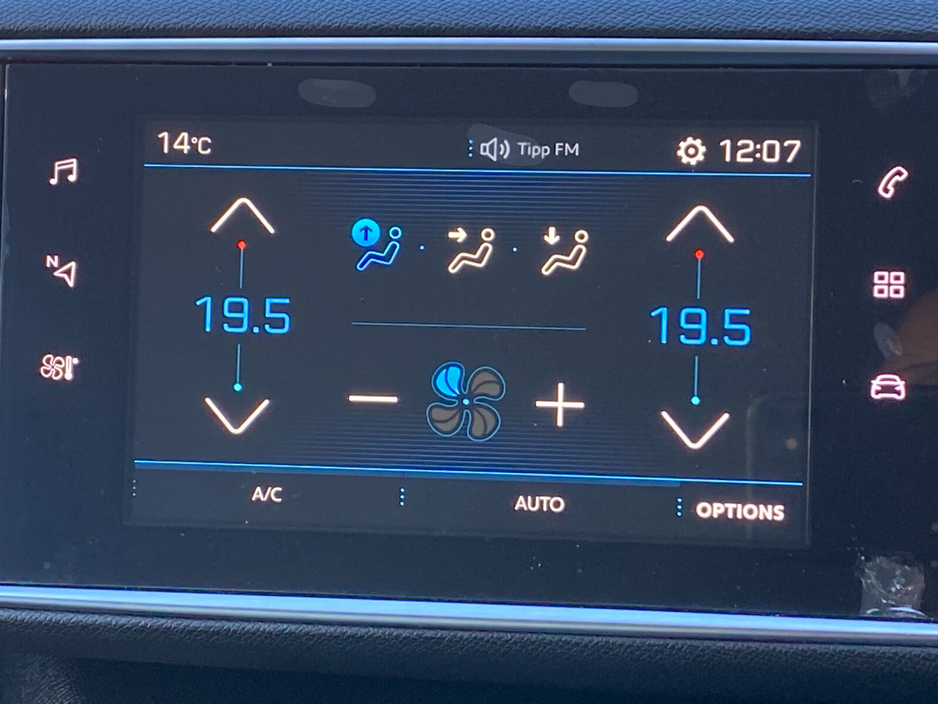 14°C
Tipp FM
12:07
N
19.5
19.5
A/C
AUTO
OPTIONS